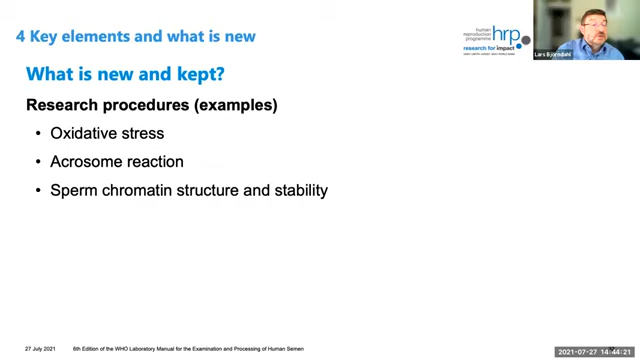 4 Key elements and what is new
human
reproduction
programme
hrp
research for impact
Lars Björndahl
What is new and kept?
Research procedures (examples)
• Oxidative stress
• Acrosome reaction
• Sperm chromatin structure and stability
27 July 2021
6th Edition of the WHO Laboratory Manual for the Examination and Processing of Human Semen
2021-07-27 14:44:21